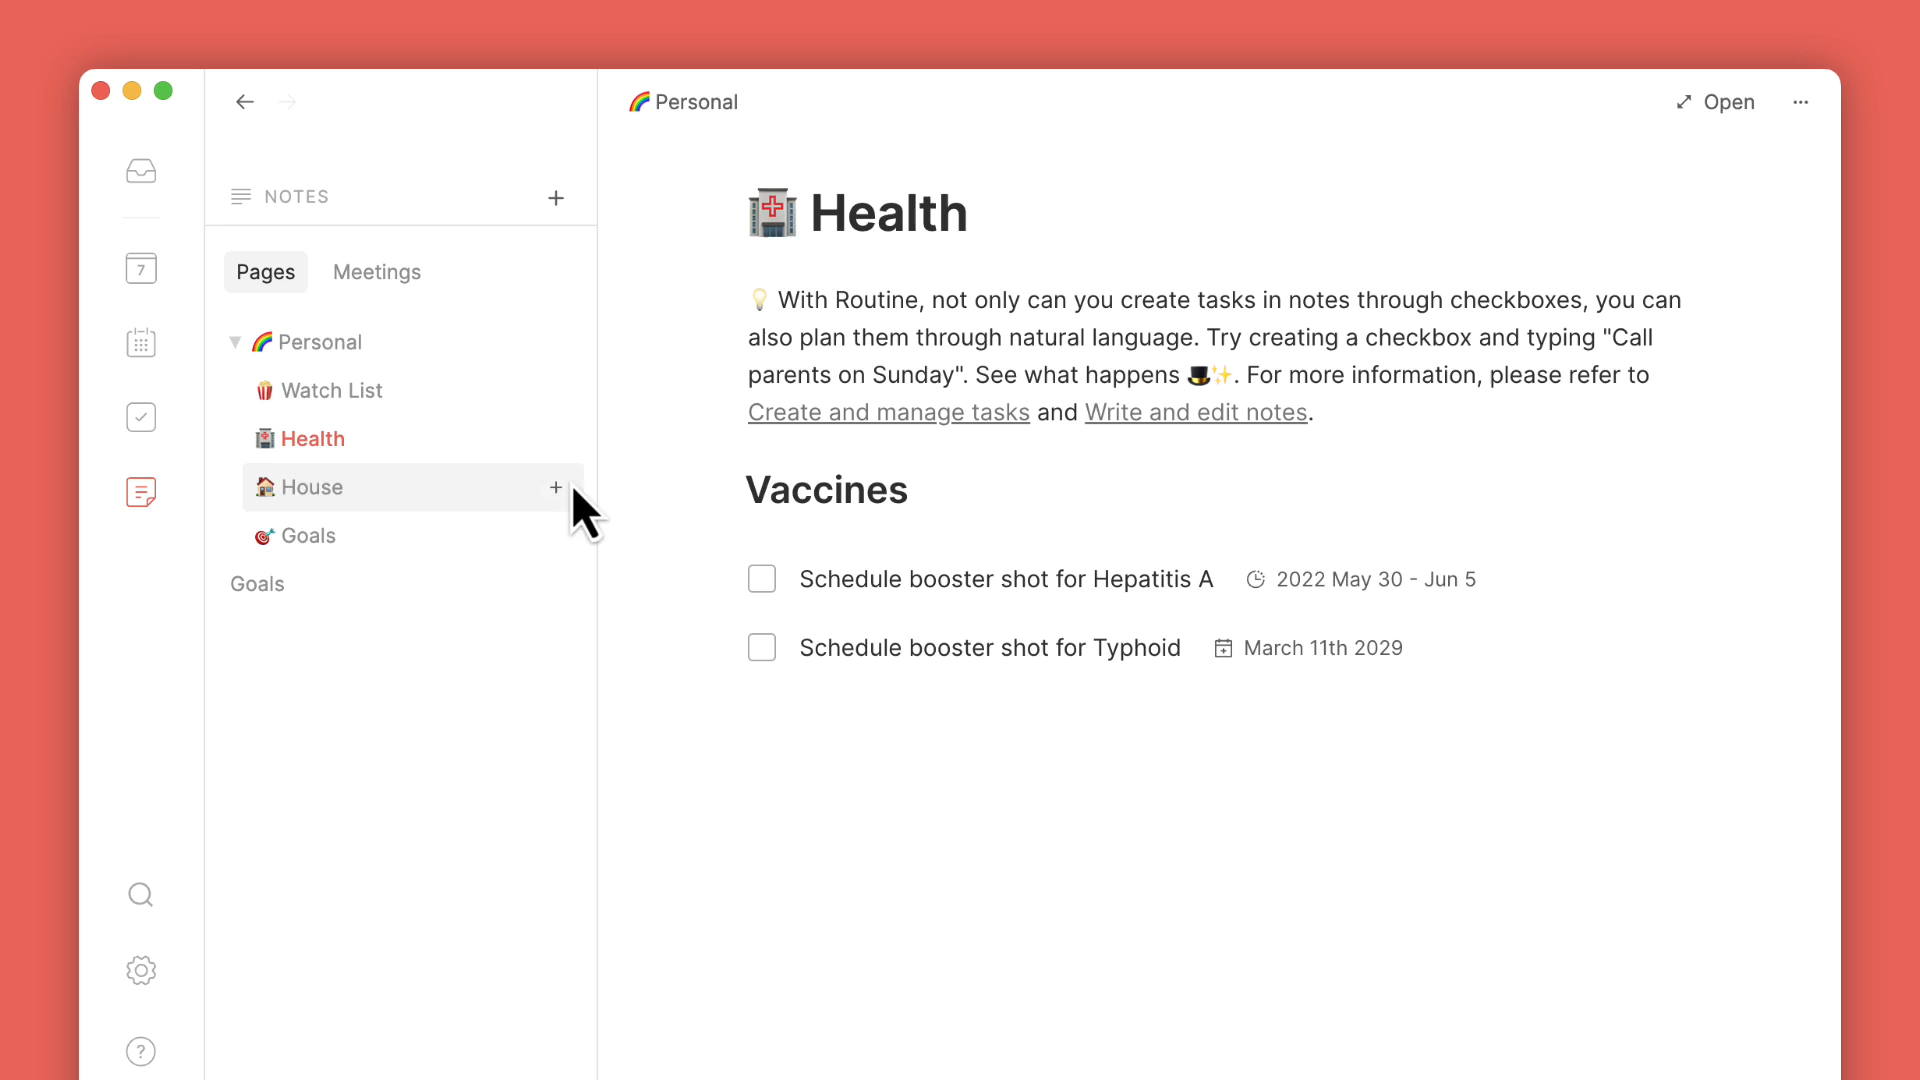 Personal
Open
NOTES
Pages Meetings
Personal
Watch List
Health
House
Goals
Goals
7
?
Health
With Routine, not only can you create tasks in notes through checkboxes, you can
also plan them through natural language. Try creating a checkbox and typing "Call
parents on Sunday". See what happens 🎩✨. For more information, please refer to
Create and manage tasks and Write and edit notes.
Vaccines
Schedule booster shot for Hepatitis A 2022 May 30 - Jun 5
Schedule booster shot for Typhoid March 11th 2029